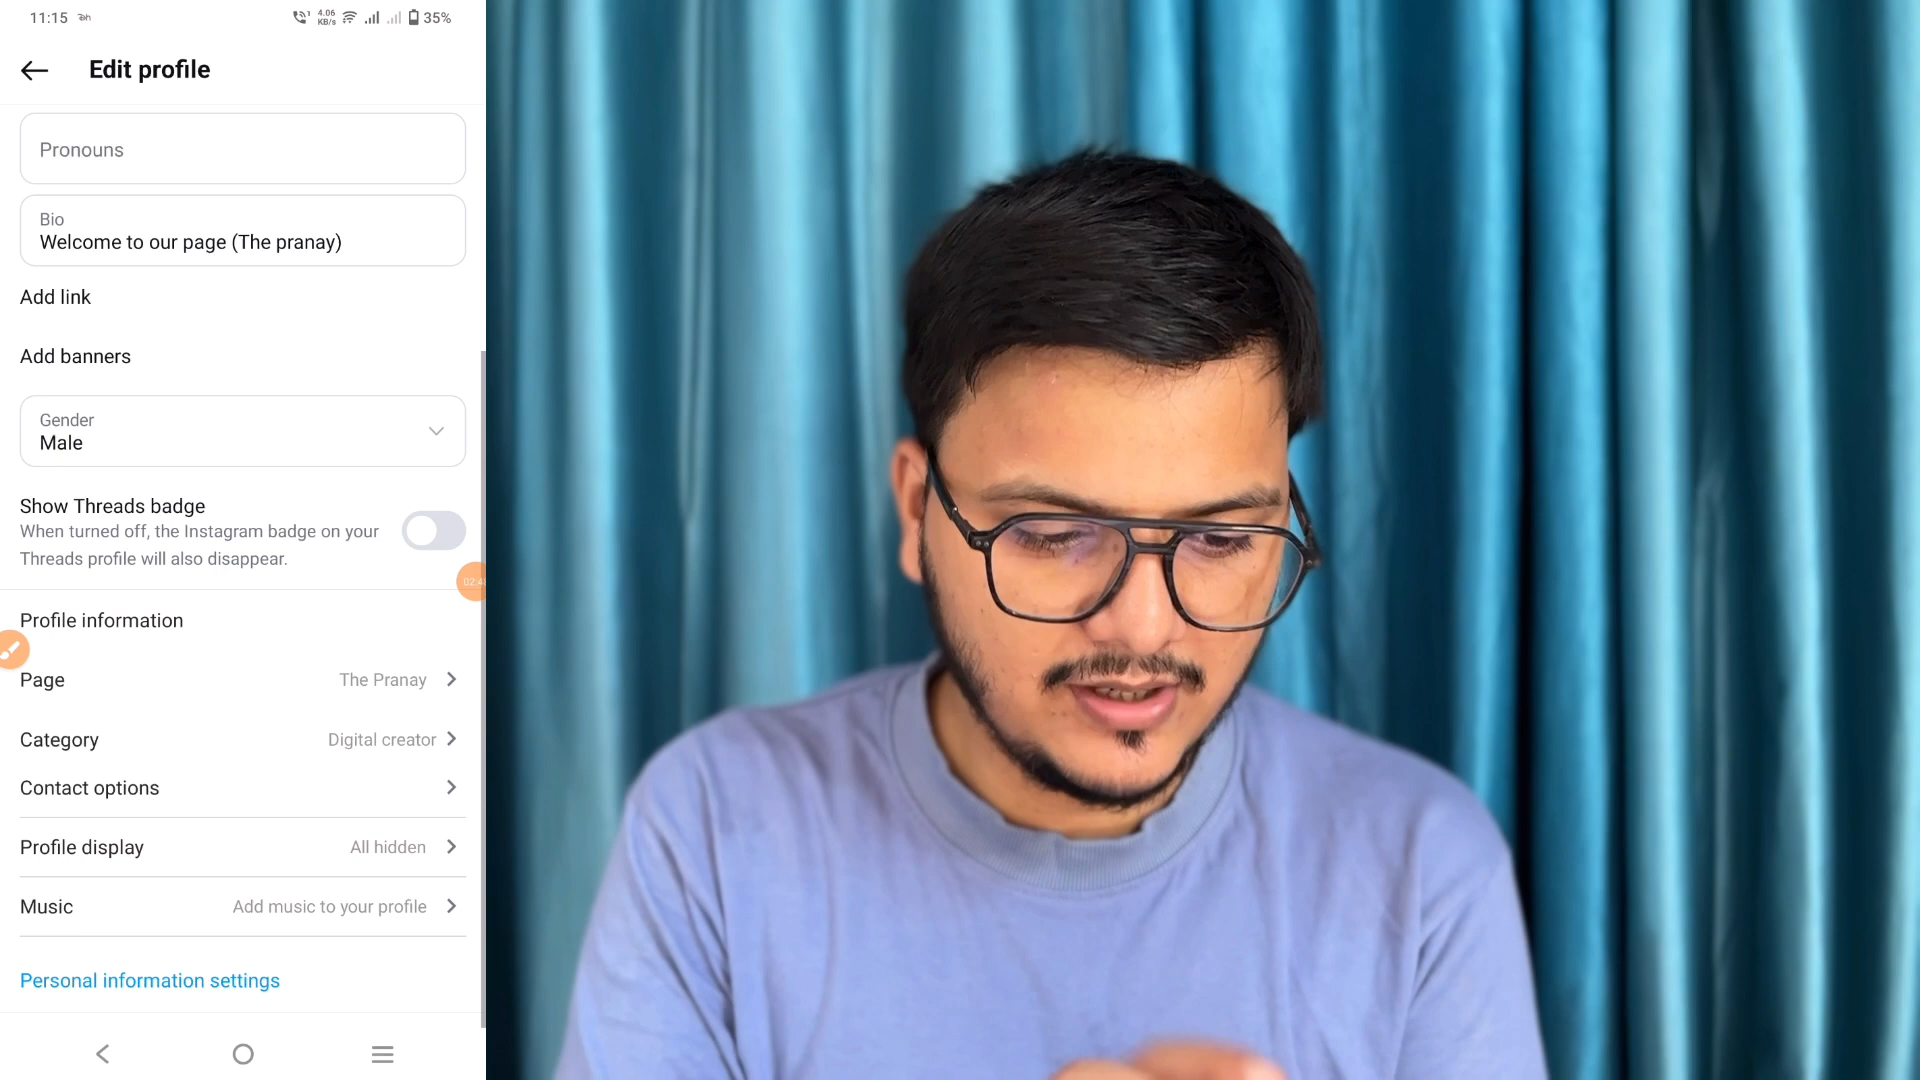 11:15
4.06
KB/s
35%
Edit profile
Pronouns
Bio
Welcome to our page (The pranay)
Add link
Add banners
Gender
Male
Show Threads badge
When turned off, the Instagram badge on your
Threads profile will also disappear.
Profile information
Page The Pranay
Category Digital creator
Contact options
Profile display All hidden
Music Add music to your profile
Personal information settings